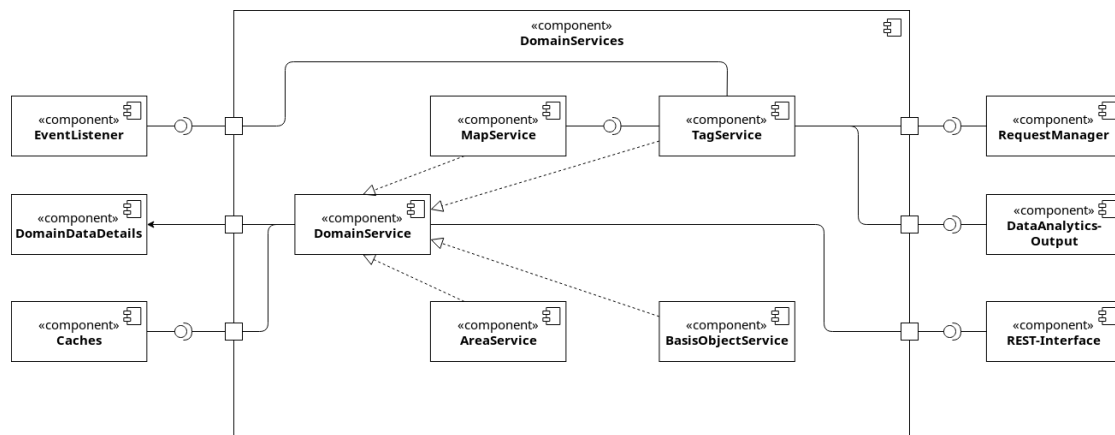 «component»
DomainServices
«component»
EventListener
«component»
MapService
«component»
TagService
«component»
RequestManager
«component»
DomainDataDetails
«component»
DomainService
«component»
DataAnalytics-
Output
«component»
Caches
«component»
AreaService
«component»
BasisObjectService
«component»
REST-Interface